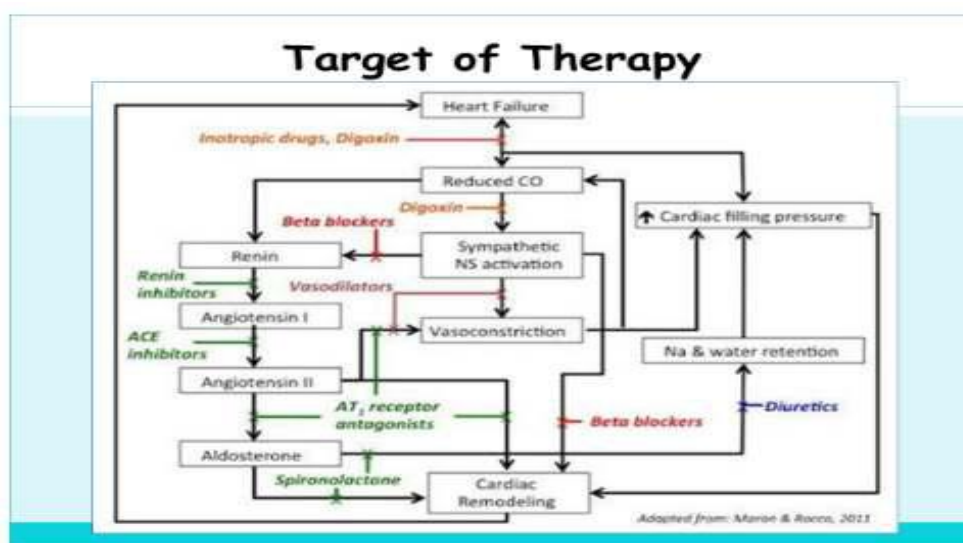 Target of Therapy
Heart Failure
Inotropic drugs, Digoxin
Reduced CO
Digoxin
Beta blockers
↑ Cardiac filling pressure
Renin
Sympathetic
NS activation
Renin
inhibitors
Vasodilators
Angiotensin I
Vasoconstriction
ACE
inhibitors
Na & water retention
Angiotensin II
AT₁ receptor
antagonists
Beta blockers
Diuretics
Aldosterone
Spironolactone
Cardiac
Remodeling
Adapted from: Maron & Rocco, 2011